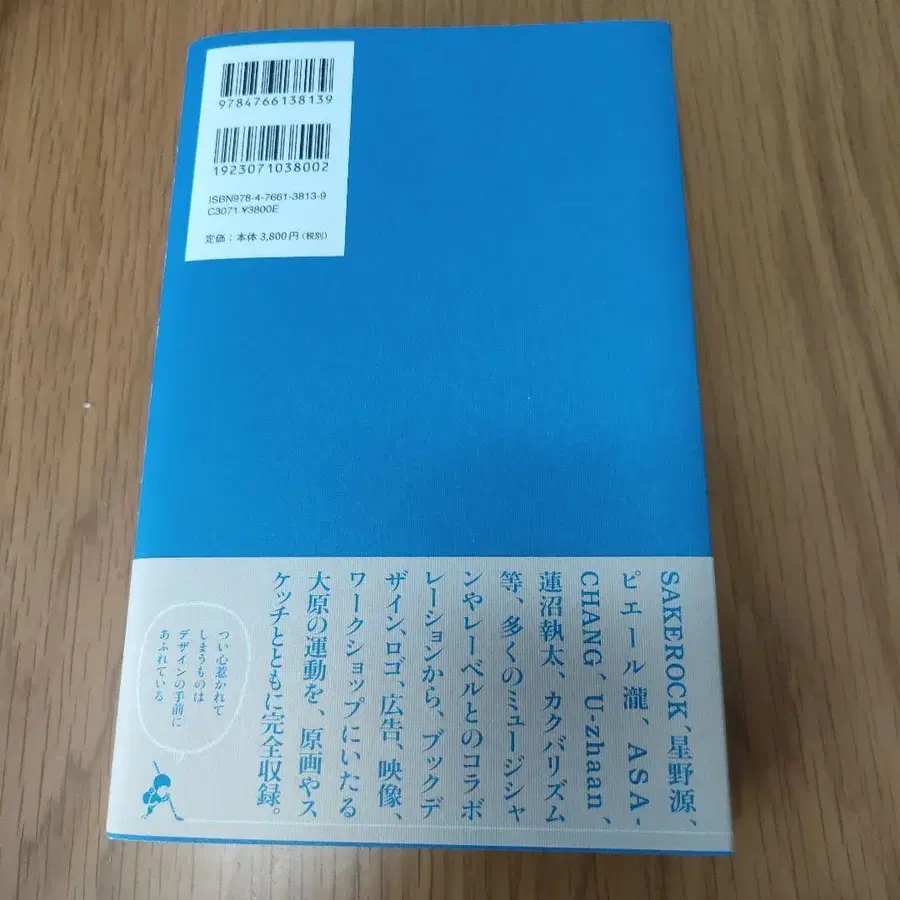 9784766138139
1923071038002
ISBN978-4-7661-3813-9
C3071 ¥3800E
定価：本体3,800円（税別）
SAKEROCK、星野源、
ピエール瀧、ASA-
CHANG、U-zhaan、
蓮沼執太、カクバリズム
等、多くのミュージシャ
ンやレーベルとのコラボ
レーションから、ブックデ
ザイン、ロゴ、広告、映像、
ワークショップにいたる
大原の運動を、原画やス
ケッチとともに完全収録。
つい心惹かれて
しまうものは
デザインの手前に
あふれている